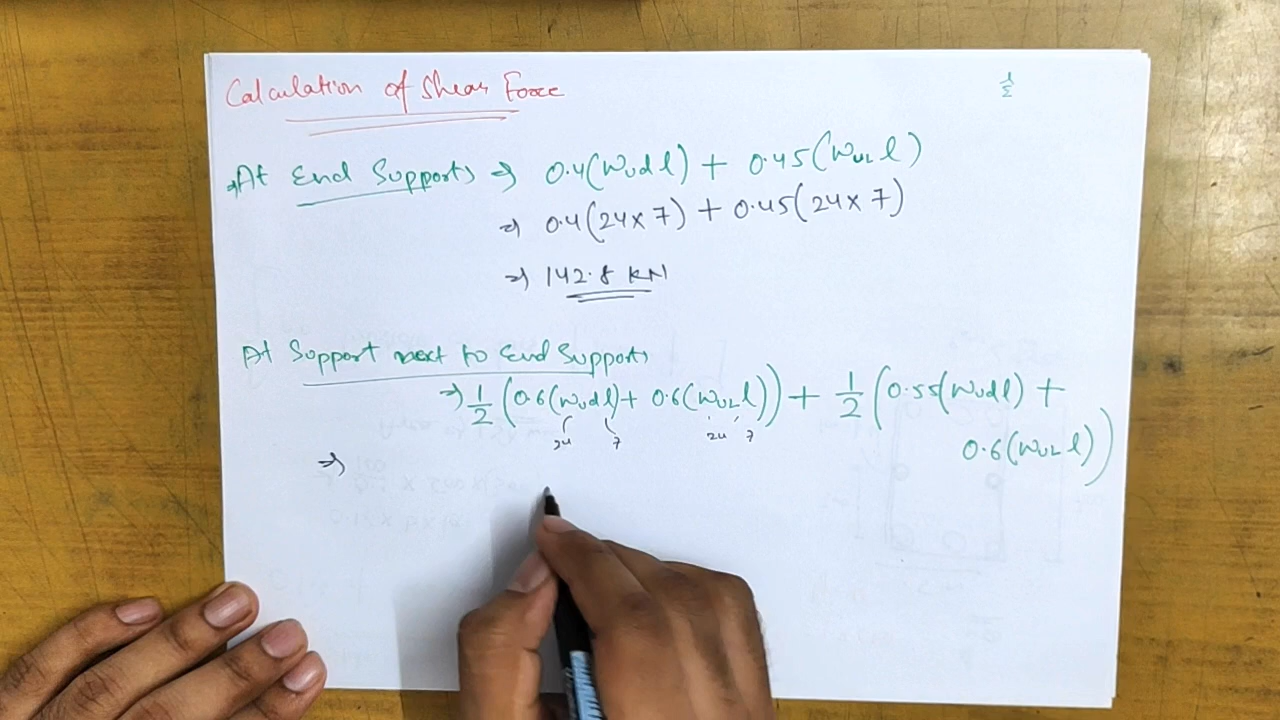 Calculation of Shear Force
⇒At End Supports ⇒ 0.4(Wudl) + 0.45(WuLl)
⇒ 0.4(24×7) + 0.45(24×7)
⇒ 142.8 KN
At Support next to End Supports
⇒ 1/2 (0.6(Wudl) + 0.6(WuLl)) + 1/2 (0.55(Wudl) +
24 7 24 7
0.6(WuLl))
⇒